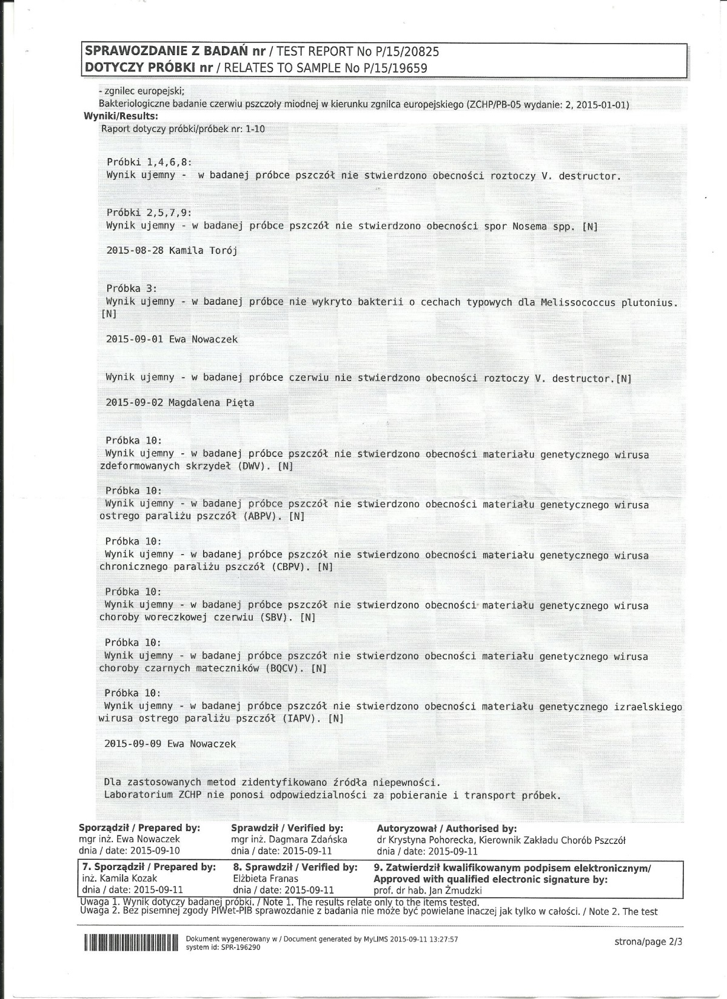 SPRAWOZDANIE Z BADAŃ nr / TEST REPORT No P/15/20825
DOTYCZY PRÓBKI nr / RELATES TO SAMPLE No P/15/19659
- zgnilec europejski;
Bakteriologiczne badanie czerwiu pszczoły miodnej w kierunku zgnilca europejskiego (ZCHP/PB-05 wydanie: 2, 2015-01-01)
Wyniki/Results:
Raport dotyczy próbki/próbek nr: 1-10
Próbki 1,4,6,8:
Wynik ujemny - w badanej próbce pszczół nie stwierdzono obecności roztoczy V. destructor.
Próbki 2,5,7,9:
Wynik ujemny - w badanej próbce pszczół nie stwierdzono obecności spor Nosema spp. [N]
2015-08-28 Kamila Torój
Próbka 3:
Wynik ujemny - w badanej próbce nie wykryto bakterii o cechach typowych dla Melissococcus plutonius.
[N]
2015-09-01 Ewa Nowaczek
Wynik ujemny - w badanej próbce czerwiu nie stwierdzono obecności roztoczy V. destructor.[N]
2015-09-02 Magdalena Pięta
Próbka 10:
Wynik ujemny - w badanej próbce pszczół nie stwierdzono obecności materiału genetycznego wirusa
zdeformowanych skrzydeł (DWV). [N]
Próbka 10:
Wynik ujemny - w badanej próbce pszczół nie stwierdzono obecności materiału genetycznego wirusa
ostrego paraliżu pszczół (ABPV). [N]
Próbka 10:
Wynik ujemny - w badanej próbce pszczół nie stwierdzono obecności materiału genetycznego wirusa
chronicznego paraliżu pszczół (CBPV). [N]
Próbka 10:
Wynik ujemny - w badanej próbce pszczół nie stwierdzono obecności materiału genetycznego wirusa
choroby woreczkowej czerwiu (SBV). [N]
Próbka 10:
Wynik ujemny - w badanej próbce pszczół nie stwierdzono obecności materiału genetycznego wirusa
choroby czarnych mateczników (BQCV). [N]
Próbka 10:
Wynik ujemny - w badanej próbce pszczół nie stwierdzono obecności materiału genetycznego izraelskiego
wirusa ostrego paraliżu pszczół (IAPV). [N]
2015-09-09 Ewa Nowaczek
Dla zastosowanych metod zidentyfikowano źródła niepewności.
Laboratorium ZCHP nie ponosi odpowiedzialności za pobieranie i transport próbek.
Sporządził / Prepared by: Sprawdził / Verified by: Autoryzował / Authorised by:
mgr inż. Ewa Nowaczek mgr inż. Dagmara Zdańska dr Krystyna Pohorecka, Kierownik Zakładu Chorób Pszczół
dnia / date: 2015-09-10 dnia / date: 2015-09-11 dnia / date: 2015-09-11
7. Sporządził / Prepared by: 8. Sprawdził / Verified by: 9. Zatwierdził kwalifikowanym podpisem elektronicznym/
inż. Kamila Kozak Elżbieta Franas Approved with qualified electronic signature by:
dnia / date: 2015-09-11 dnia / date: 2015-09-11 prof. dr hab. Jan Żmudzki
Uwaga 1. Wynik dotyczy badanej próbki. / Note 1. The results relate only to the items tested.
Uwaga 2. Bez pisemnej zgody PIWet-PIB sprawozdanie z badania nie może być powielane inaczej jak tylko w całości. / Note 2. The test
Dokument wygenerowany w / Document generated by MyLIMS 2015-09-11 13:27:57
system id: SPR-196290
strona/page 2/3